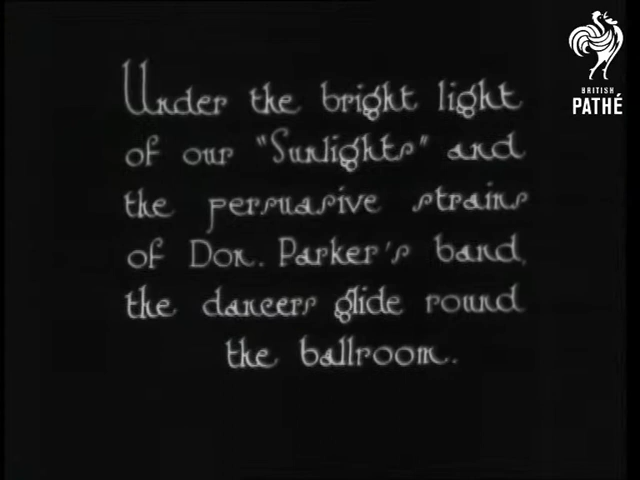 Under the bright light
of our "Sunlights" and
the persuasive strains
of Don. Parker's band,
the dancers glide round
the ballroom.
BRITISH
PATHÉ